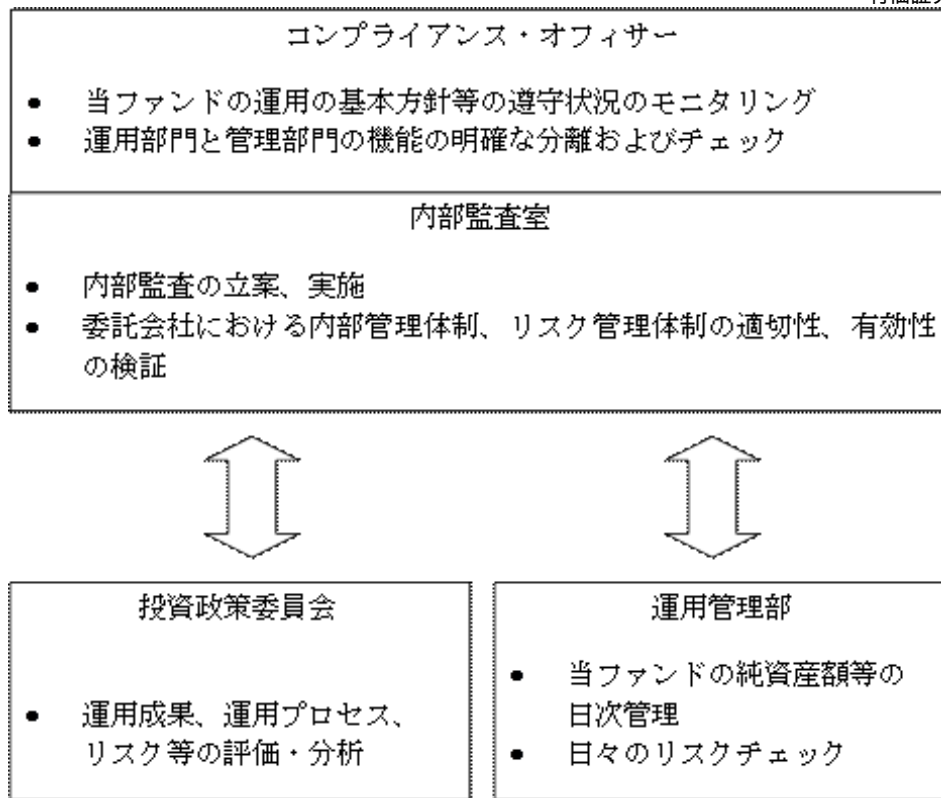 コンプライアンス・オフィサー
● 当ファンドの運用の基本方針等の遵守状況のモニタリング
● 運用部門と管理部門の機能の明確な分離およびチェック
内部監査室
● 内部監査の立案、実施
● 委託会社における内部管理体制、リスク管理体制の適切性、有効性
の検証
投資政策委員会
● 運用成果、運用プロセス、
リスク等の評価・分析
運用管理部
● 当ファンドの純資産額等の
日次管理
● 日々のリスクチェック